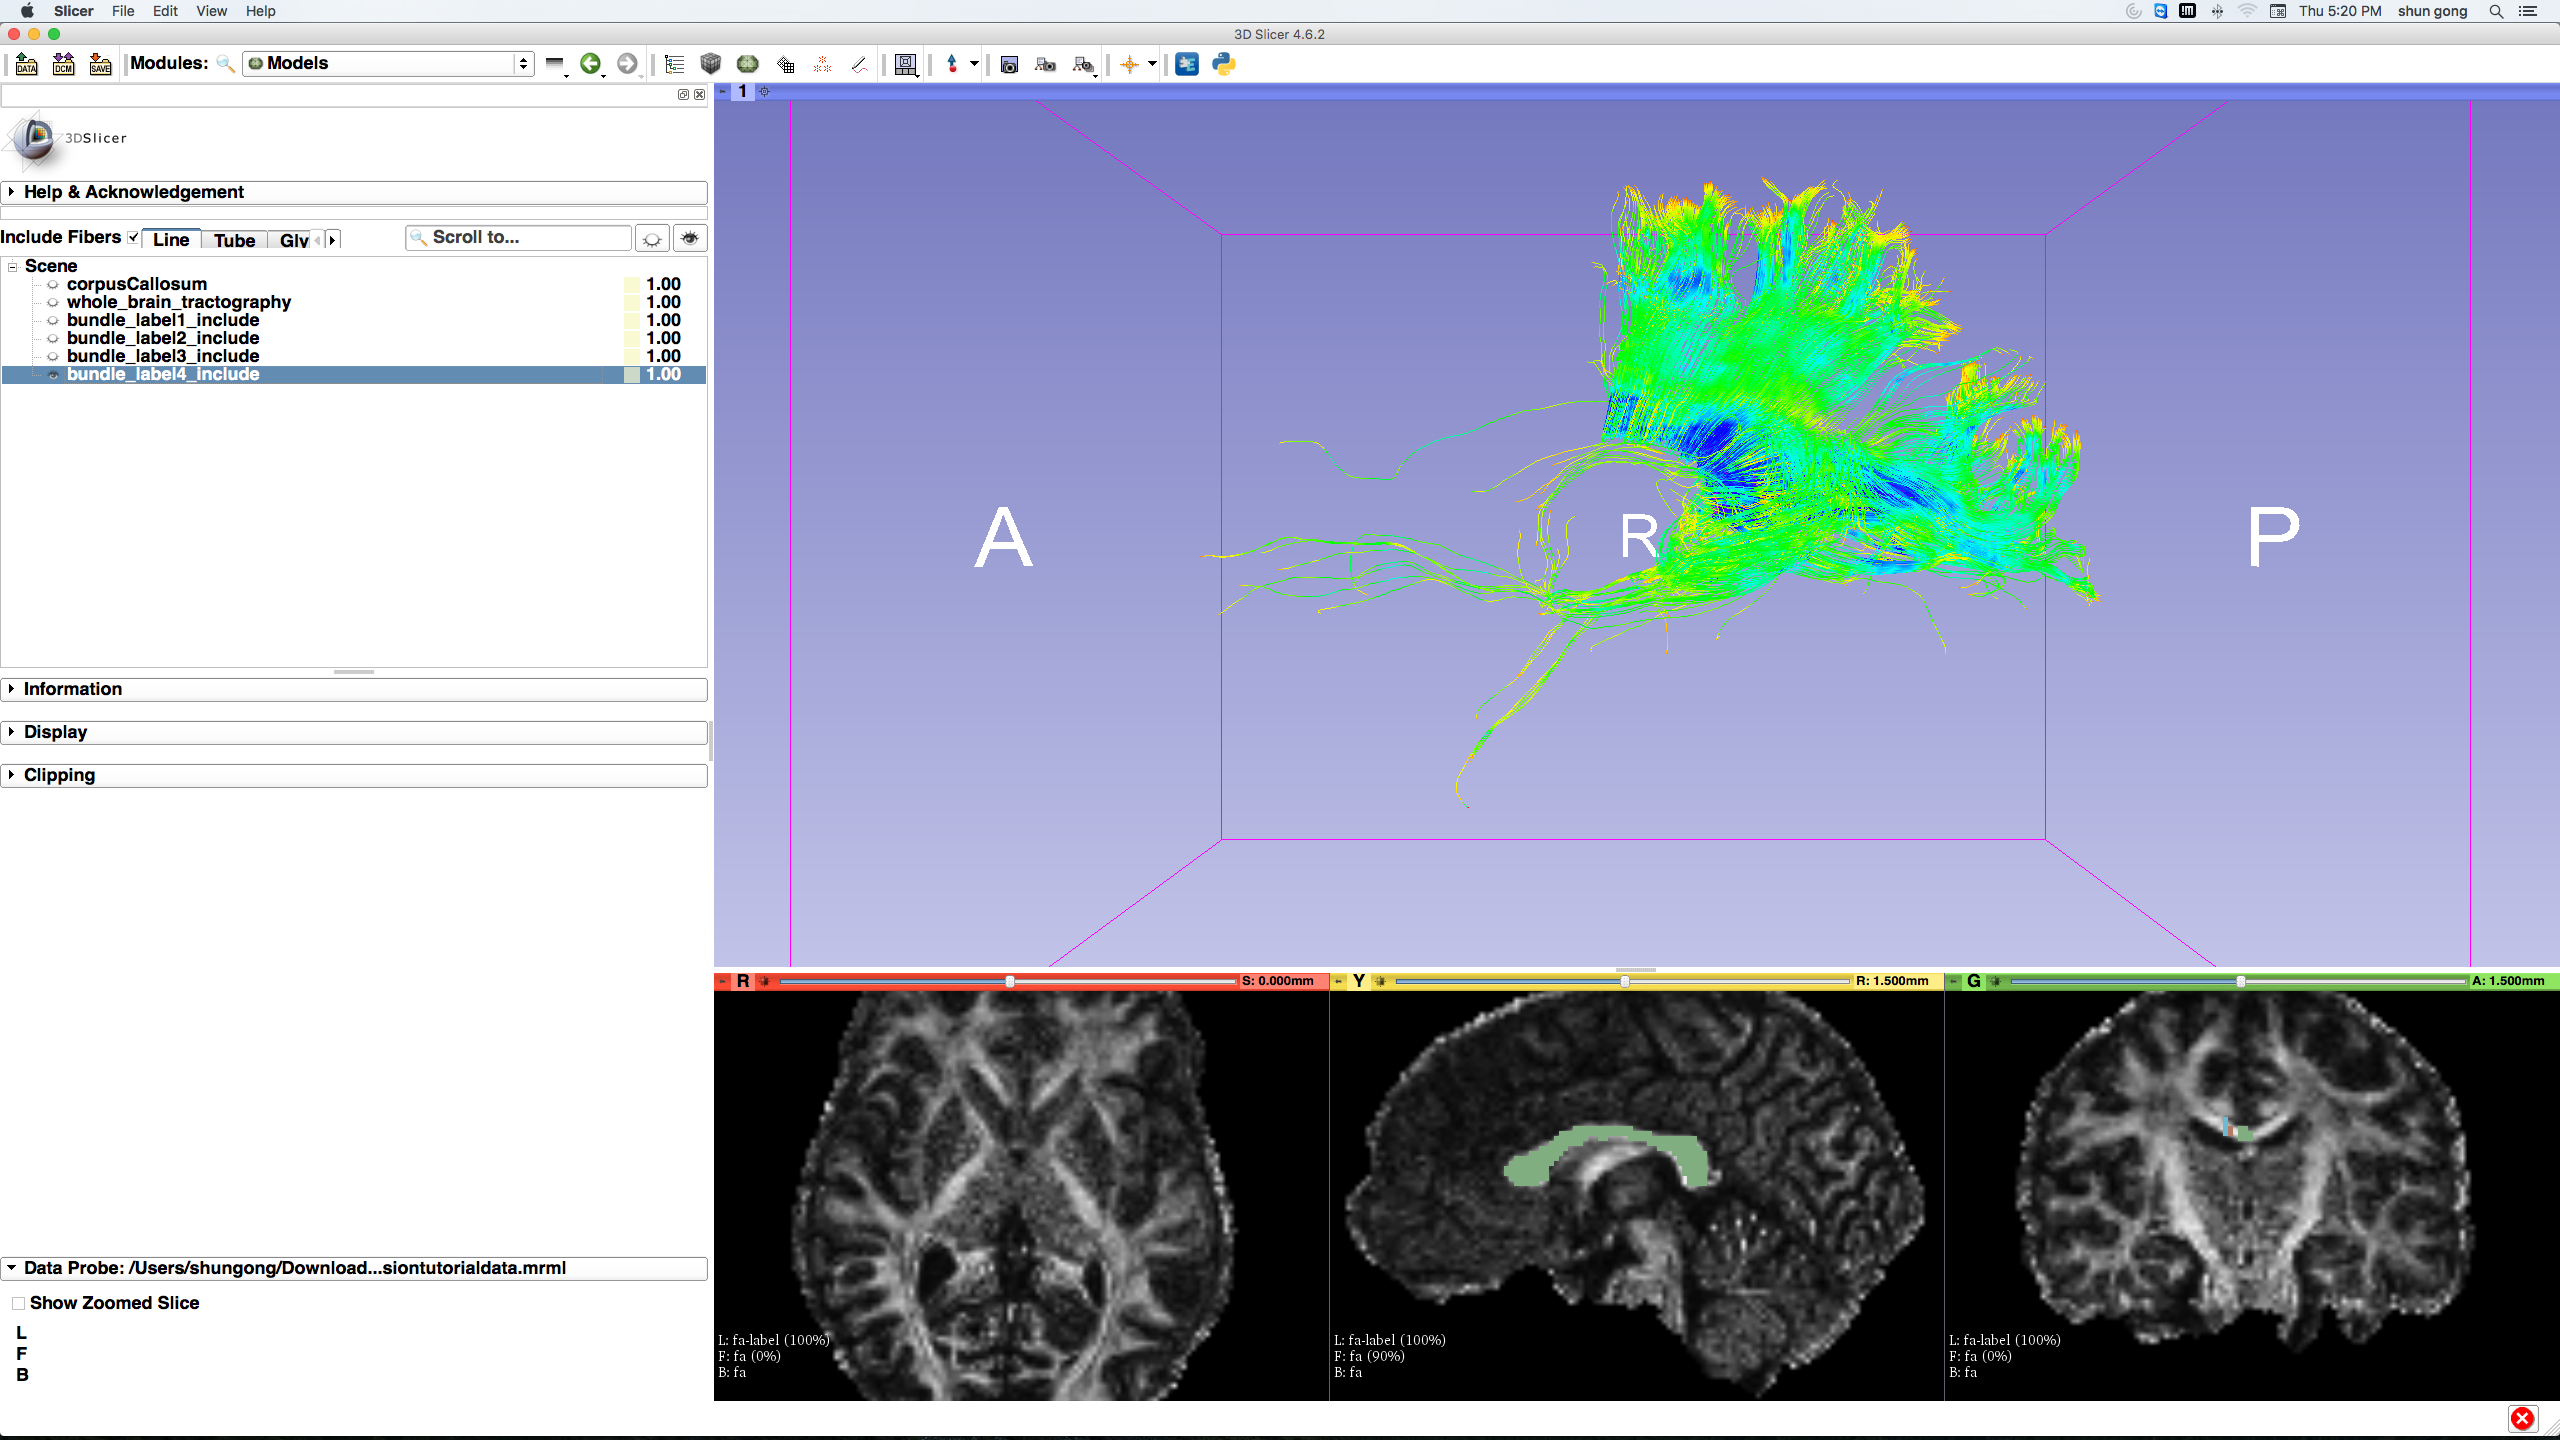 Slicer File Edit View Help
Thu 5:20 PM shun gong
3D Slicer 4.6.2
DATA DCM SAVE Modules: Models
1
3DSlicer
Help & Acknowledgement
Include Fibers Line Tube Gly Scroll to...
Scene
corpusCallosum 1.00
whole_brain_tractography 1.00
bundle_label1_include 1.00
bundle_label2_include 1.00
bundle_label3_include 1.00
bundle_label4_include 1.00
A R P
Information
Display
Clipping
R S: 0.000mm
Y R: 1.500mm
G A: 1.500mm
L: fa-label (100%)
F: fa (0%)
B: fa
L: fa-label (100%)
F: fa (90%)
B: fa
L: fa-label (100%)
F: fa (0%)
B: fa
Data Probe: /Users/shungong/Download...siontutorialdata.mrml
Show Zoomed Slice
L
F
B